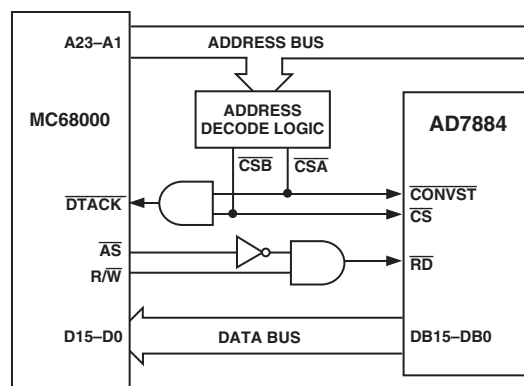 A23–A1
ADDRESS BUS
MC68000
ADDRESS
DECODE LOGIC
AD7884
CSB
CSA
DTACK
CONVST
CS
AS
R/W
RD
D15–D0
DATA BUS
DB15–DB0